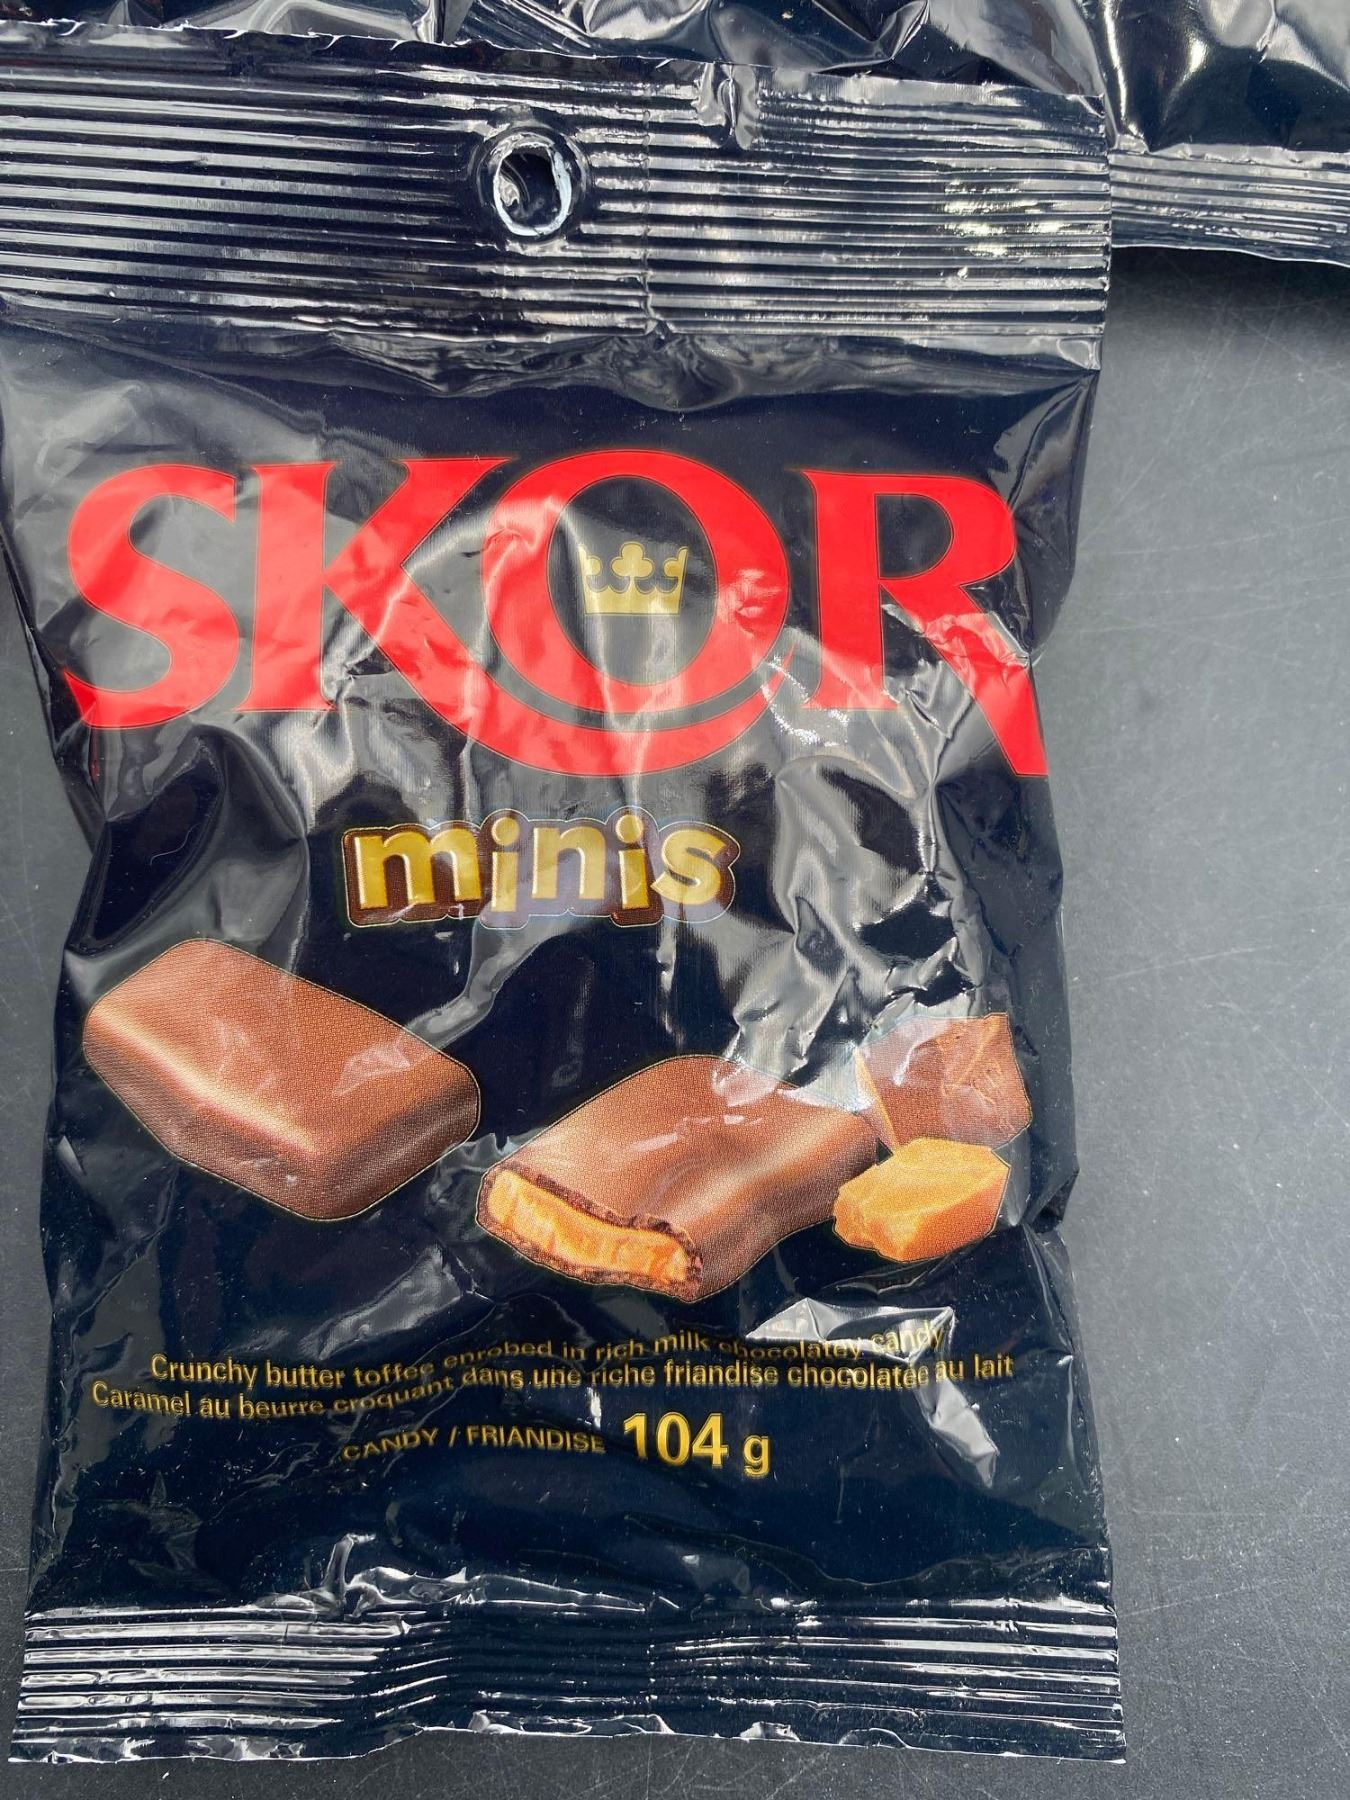 SKOR
minis
Crunchy butter toffee enrobed in rich milk chocolatey candy
Caramel au beurre croquant dans une riche friandise chocolatée au lait
CANDY / FRIANDISE 104 g